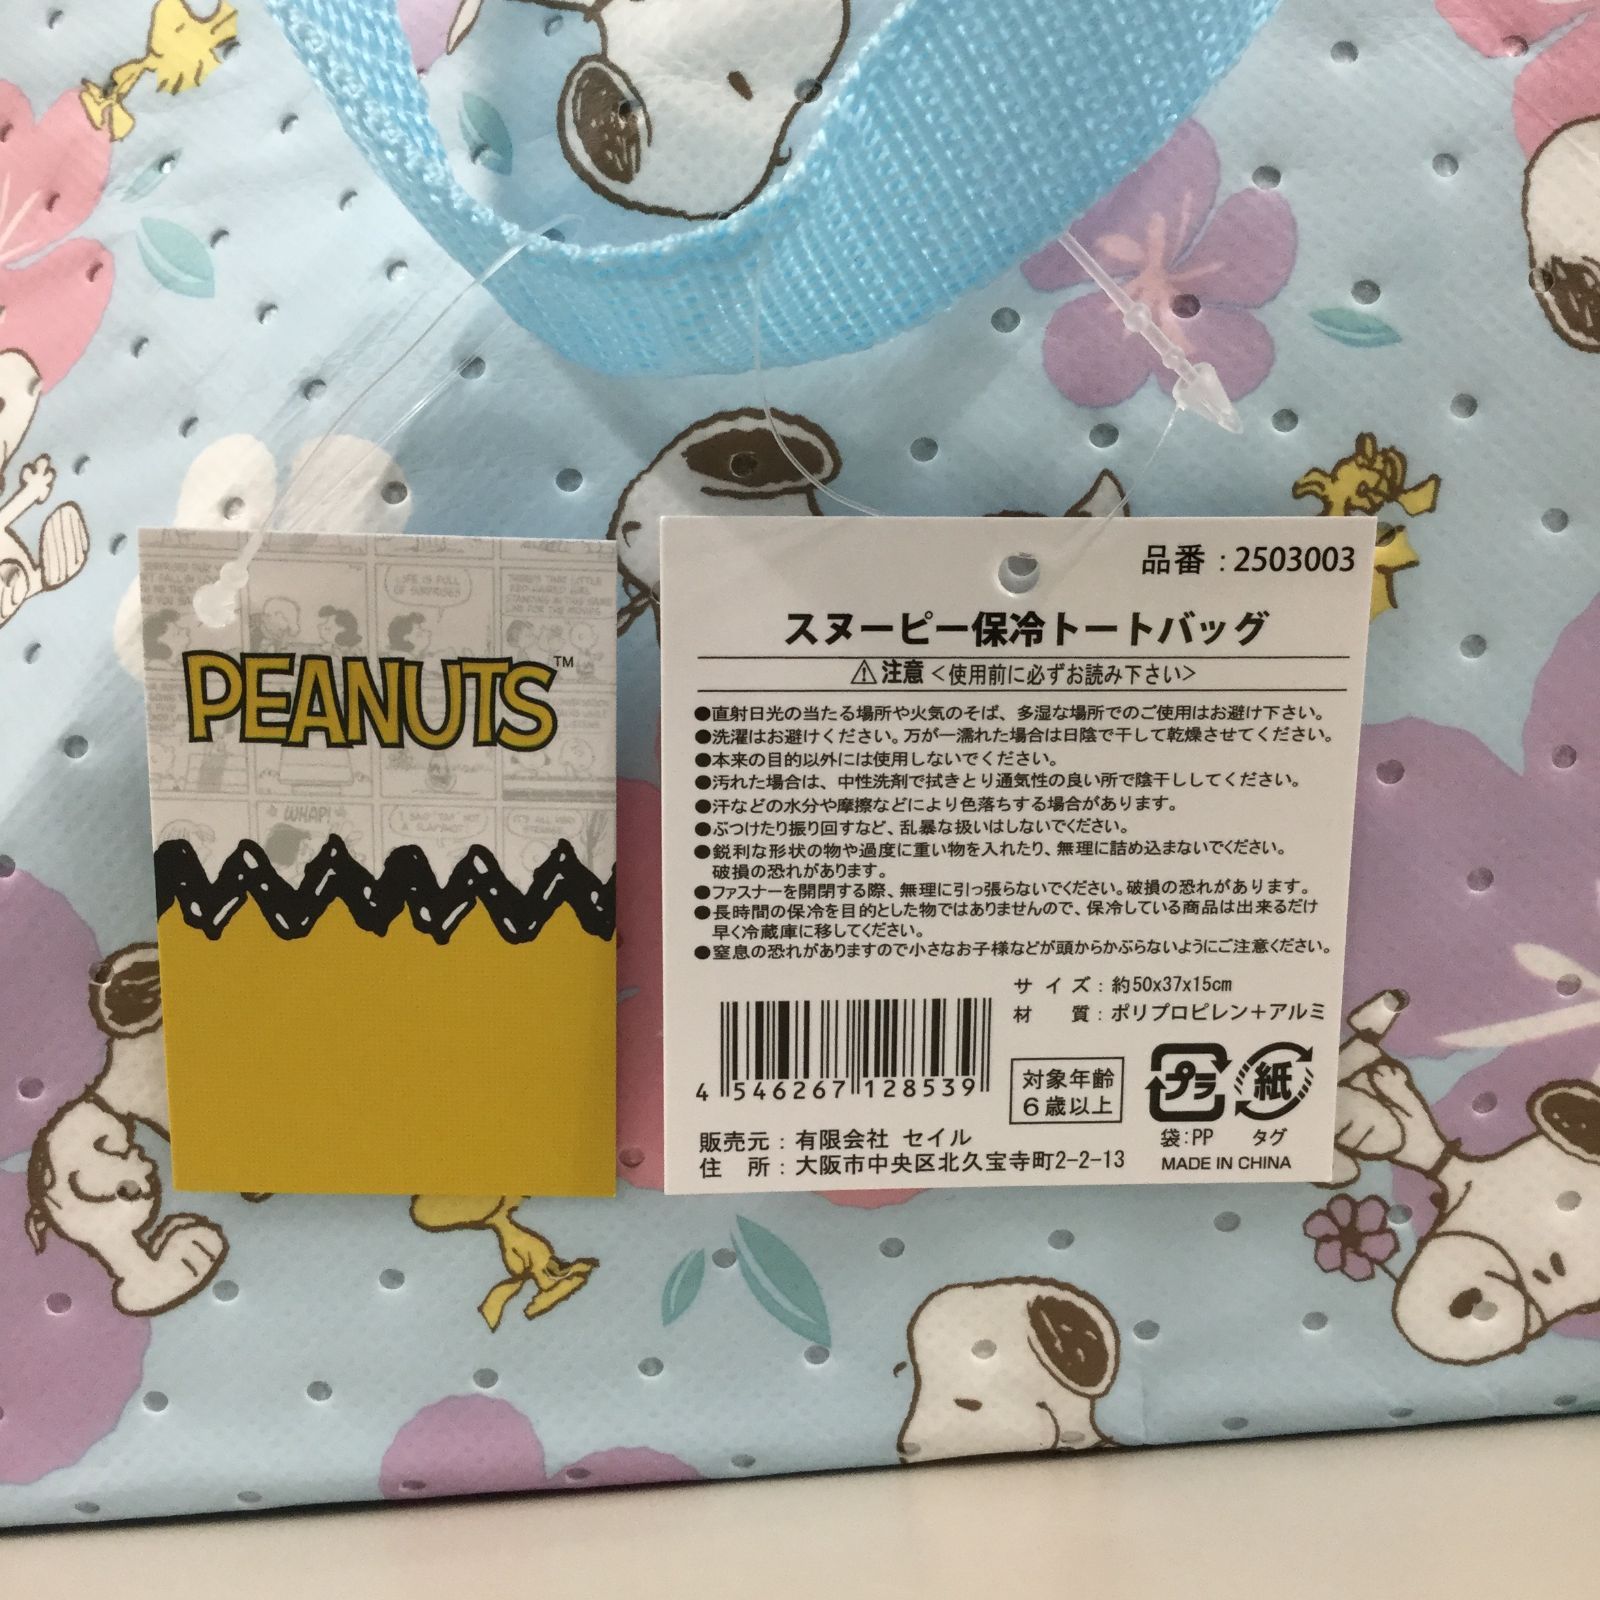 LIFE IS FULL
OF SURPRISES
PEANUTS™
WHAP!
品番：2503003
スヌーピー保冷トートバッグ
⚠注意＜使用前に必ずお読み下さい＞
●直射日光の当たる場所や火気のそば、多湿な場所でのご使用はお避け下さい。
●洗濯はお避けください。万が一濡れた場合は日陰で干して乾燥させてください。
●本来の目的以外には使用しないでください。
●汚れた場合は、中性洗剤で拭きとり通気性の良い所で陰干ししてください。
●汗などの水分や摩擦などにより色落ちする場合があります。
●ぶつけたり振り回すなど、乱暴な扱いはしないでください。
●鋭利な形状の物や過度に重い物を入れたり、無理に詰め込まないでください。
破損の恐れがあります。
●ファスナーを開閉する際、無理に引っ張らないでください。破損の恐れがあります。
●長時間の保冷を目的とした物ではありませんので、保冷している商品は出来るだけ
早く冷蔵庫に移してください。
●窒息の恐れがありますので小さなお子様などが頭からかぶらないようにご注意ください。
サイズ：約50x37x15cm
材　質：ポリプロピレン＋アルミ
4 546267 128539
対象年齢
6歳以上
プラ 紙
袋：PP タグ
販売元：有限会社 セイル
住　所：大阪市中央区北久宝寺町2-2-13
MADE IN CHINA